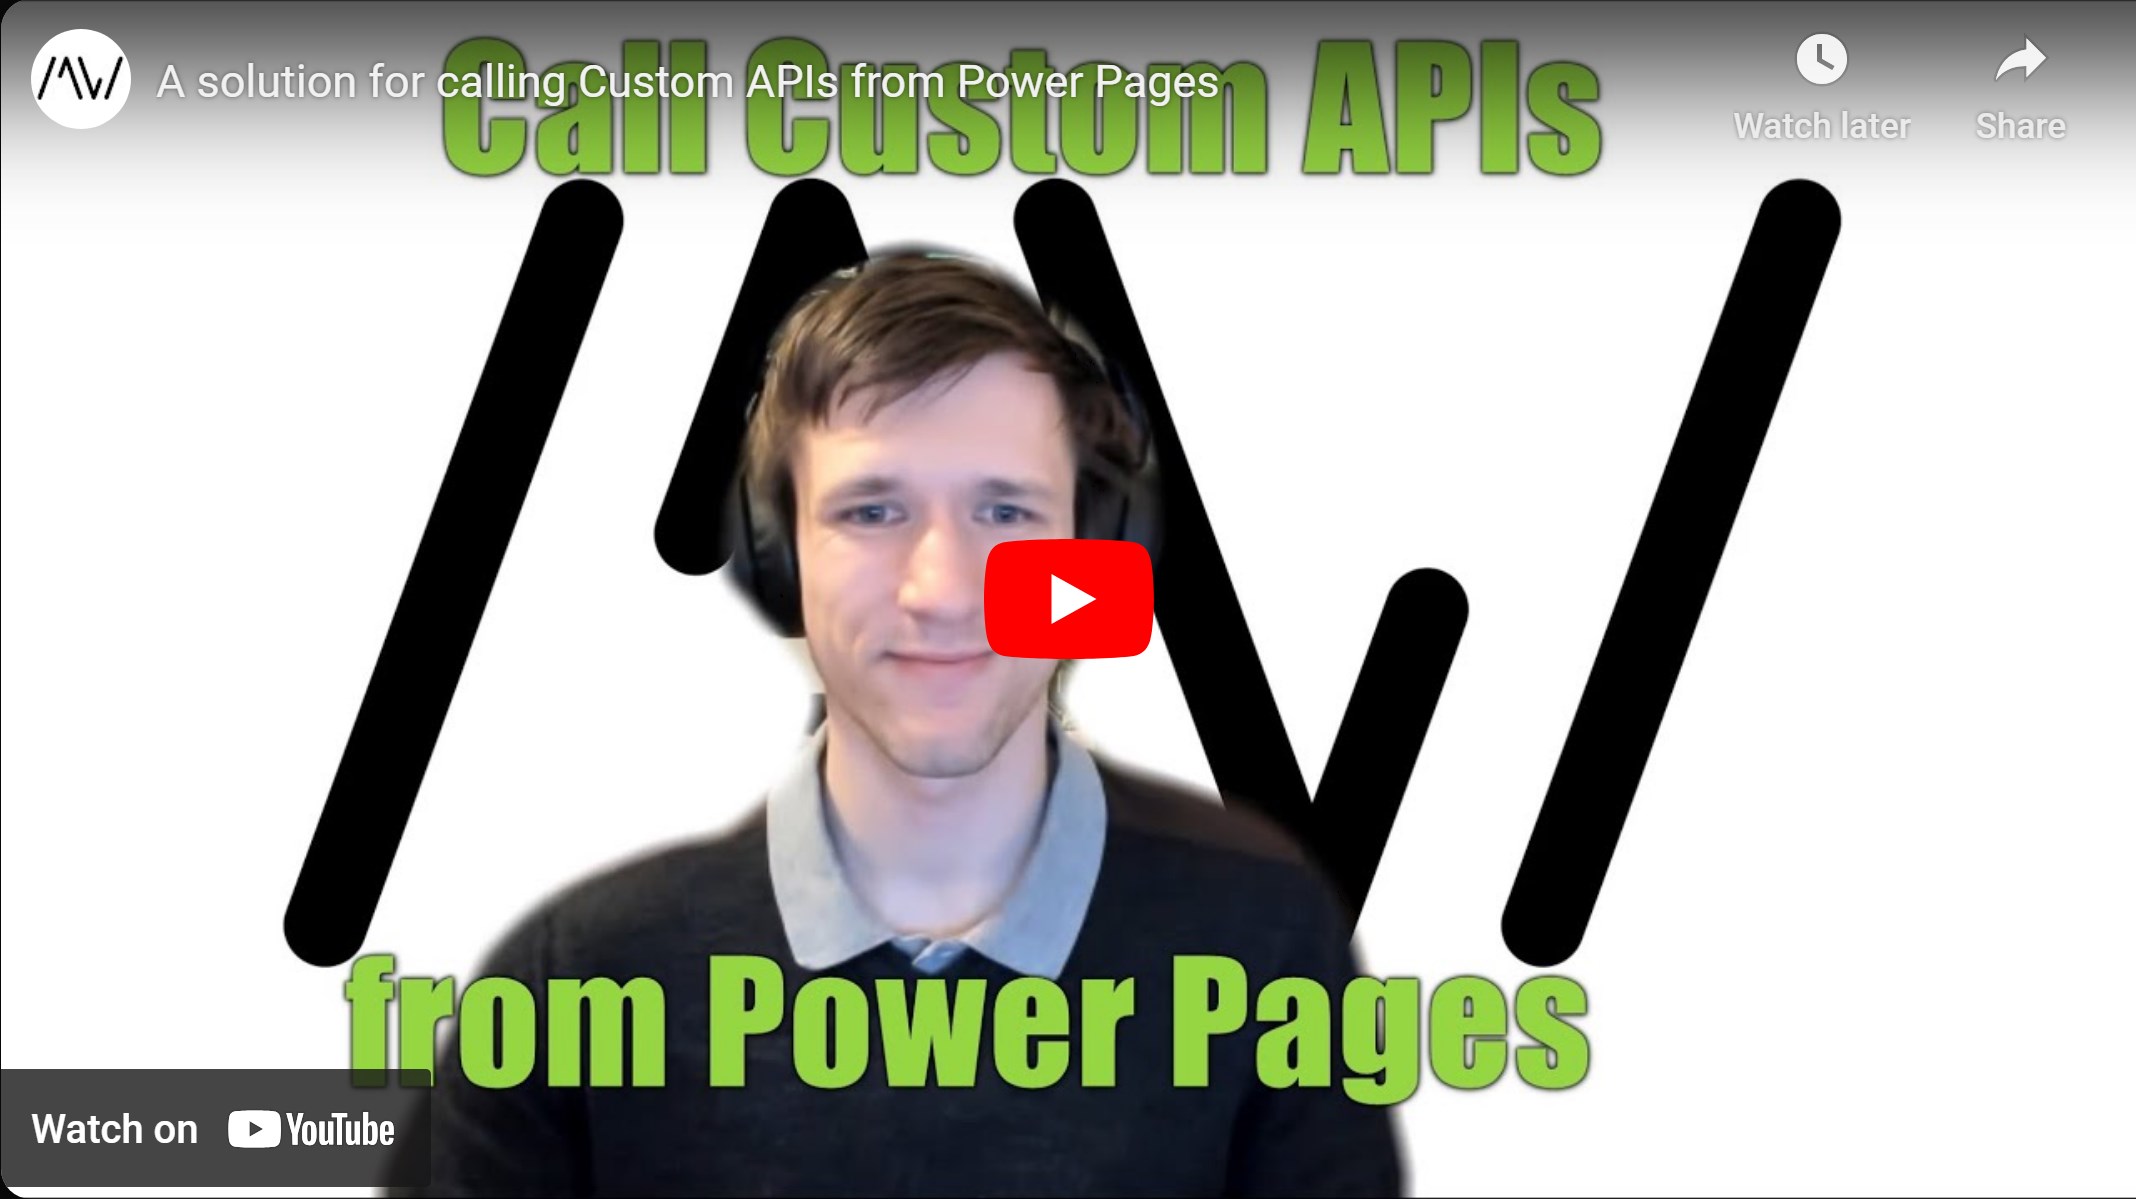 Call Custom APIs
A solution for calling Custom APIs from Power Pages
Watch later
Share
from Power Pages
Watch on YouTube